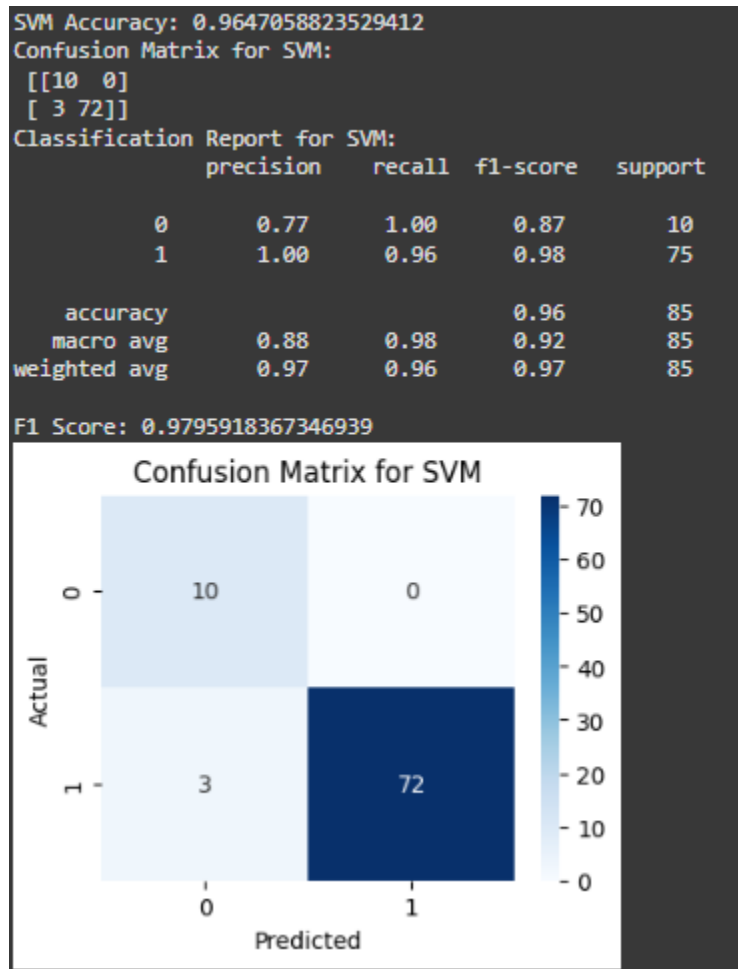 SVM Accuracy: 0.9647058823529412
Confusion Matrix for SVM:
[[10 0]
[ 3 72]]
Classification Report for SVM:
precision recall f1-score support
0 0.77 1.00 0.87 10
1 1.00 0.96 0.98 75
accuracy 0.96 85
macro avg 0.88 0.98 0.92 85
weighted avg 0.97 0.96 0.97 85
F1 Score: 0.9795918367346939
Confusion Matrix for SVM
70
60
50
40
30
20
10
0
Actual
0
1
10 0
3 72
0 1
Predicted